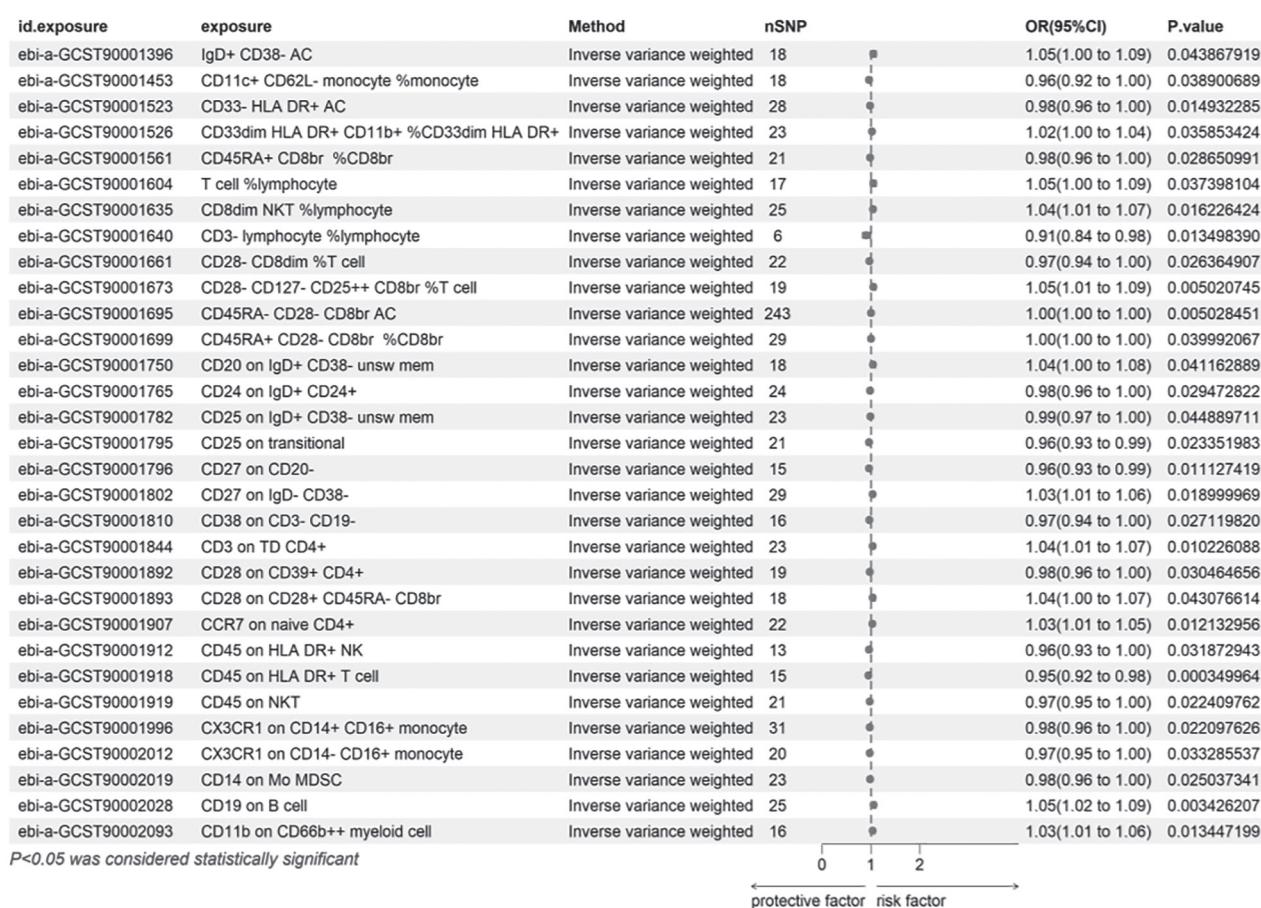 id.exposure exposure Method nSNP OR(95%CI) P.value
ebi-a-GCST90001396 IgD+ CD38- AC Inverse variance weighted 18 1.05(1.00 to 1.09) 0.043867919
ebi-a-GCST90001453 CD11c+ CD62L- monocyte %monocyte Inverse variance weighted 18 0.96(0.92 to 1.00) 0.038900689
ebi-a-GCST90001523 CD33- HLA DR+ AC Inverse variance weighted 28 0.98(0.96 to 1.00) 0.014932285
ebi-a-GCST90001526 CD33dim HLA DR+ CD11b+ %CD33dim HLA DR+ Inverse variance weighted 23 1.02(1.00 to 1.04) 0.035853424
ebi-a-GCST90001561 CD45RA+ CD8br %CD8br Inverse variance weighted 21 0.98(0.96 to 1.00) 0.028650991
ebi-a-GCST90001604 T cell %lymphocyte Inverse variance weighted 17 1.05(1.00 to 1.09) 0.037398104
ebi-a-GCST90001635 CD8dim NKT %lymphocyte Inverse variance weighted 25 1.04(1.01 to 1.07) 0.016226424
ebi-a-GCST90001640 CD3- lymphocyte %lymphocyte Inverse variance weighted 6 0.91(0.84 to 0.98) 0.013498390
ebi-a-GCST90001661 CD28- CD8dim %T cell Inverse variance weighted 22 0.97(0.94 to 1.00) 0.026364907
ebi-a-GCST90001673 CD28- CD127- CD25++ CD8br %T cell Inverse variance weighted 19 1.05(1.01 to 1.09) 0.005020745
ebi-a-GCST90001695 CD45RA- CD28- CD8br AC Inverse variance weighted 243 1.00(1.00 to 1.00) 0.005028451
ebi-a-GCST90001699 CD45RA+ CD28- CD8br %CD8br Inverse variance weighted 29 1.00(1.00 to 1.00) 0.039992067
ebi-a-GCST90001750 CD20 on IgD+ CD38- unsw mem Inverse variance weighted 18 1.04(1.00 to 1.08) 0.041162889
ebi-a-GCST90001765 CD24 on IgD+ CD24+ Inverse variance weighted 24 0.98(0.96 to 1.00) 0.029472822
ebi-a-GCST90001782 CD25 on IgD+ CD38- unsw mem Inverse variance weighted 23 0.99(0.97 to 1.00) 0.044889711
ebi-a-GCST90001795 CD25 on transitional Inverse variance weighted 21 0.96(0.93 to 0.99) 0.023351983
ebi-a-GCST90001796 CD27 on CD20- Inverse variance weighted 15 0.96(0.93 to 0.99) 0.011127419
ebi-a-GCST90001802 CD27 on IgD- CD38- Inverse variance weighted 29 1.03(1.01 to 1.06) 0.018999969
ebi-a-GCST90001810 CD38 on CD3- CD19- Inverse variance weighted 16 0.97(0.94 to 1.00) 0.027119820
ebi-a-GCST90001844 CD3 on TD CD4+ Inverse variance weighted 23 1.04(1.01 to 1.07) 0.010226088
ebi-a-GCST90001892 CD28 on CD39+ CD4+ Inverse variance weighted 19 0.98(0.96 to 1.00) 0.030464656
ebi-a-GCST90001893 CD28 on CD28+ CD45RA- CD8br Inverse variance weighted 18 1.04(1.00 to 1.07) 0.043076614
ebi-a-GCST90001907 CCR7 on naive CD4+ Inverse variance weighted 22 1.03(1.01 to 1.05) 0.012132956
ebi-a-GCST90001912 CD45 on HLA DR+ NK Inverse variance weighted 13 0.96(0.93 to 1.00) 0.031872943
ebi-a-GCST90001918 CD45 on HLA DR+ T cell Inverse variance weighted 15 0.95(0.92 to 0.98) 0.000349964
ebi-a-GCST90001919 CD45 on NKT Inverse variance weighted 21 0.97(0.95 to 1.00) 0.022409762
ebi-a-GCST90001996 CX3CR1 on CD14+ CD16+ monocyte Inverse variance weighted 31 0.98(0.96 to 1.00) 0.022097626
ebi-a-GCST90002012 CX3CR1 on CD14- CD16+ monocyte Inverse variance weighted 20 0.97(0.95 to 1.00) 0.033285537
ebi-a-GCST90002019 CD14 on Mo MDSC Inverse variance weighted 23 0.98(0.96 to 1.00) 0.025037341
ebi-a-GCST90002028 CD19 on B cell Inverse variance weighted 25 1.05(1.02 to 1.09) 0.003426207
ebi-a-GCST90002093 CD11b on CD66b++ myeloid cell Inverse variance weighted 16 1.03(1.01 to 1.06) 0.013447199
P<0.05 was considered statistically significant
0 1 2
protective factor risk factor